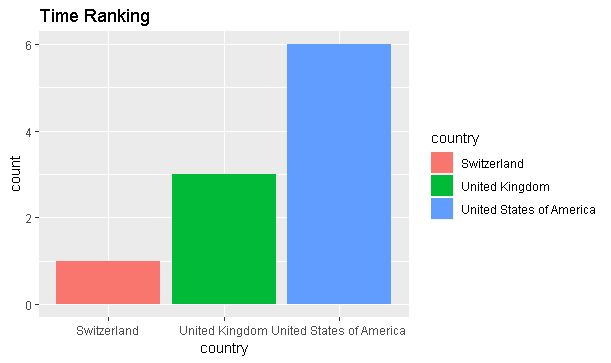 Time Ranking
6
4
2
0
count
Switzerland
United Kingdom
United States of America
country
country
Switzerland
United Kingdom
United States of America